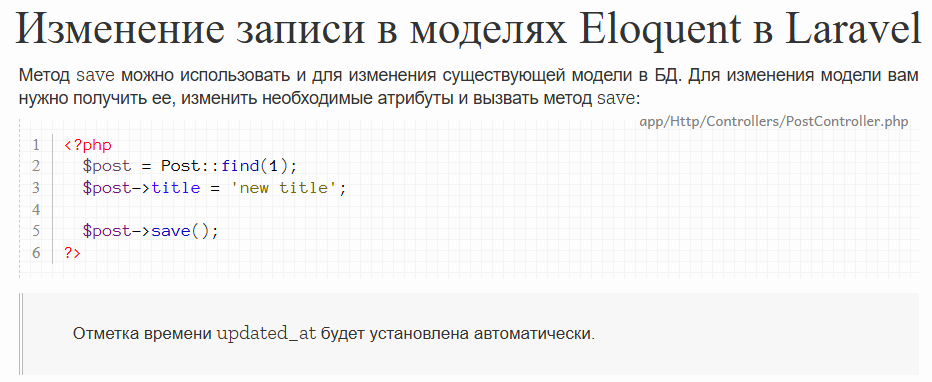 Изменение записи в моделях Eloquent в Laravel
Метод save можно использовать и для изменения существующей модели в БД. Для изменения модели вам
нужно получить ее, изменить необходимые атрибуты и вызвать метод save:
app/Http/Controllers/PostController.php
1 <?php
2 $post = Post::find(1);
3 $post->title = 'new title';
4
5 $post->save();
6 ?>
Отметка времени updated_at будет установлена автоматически.